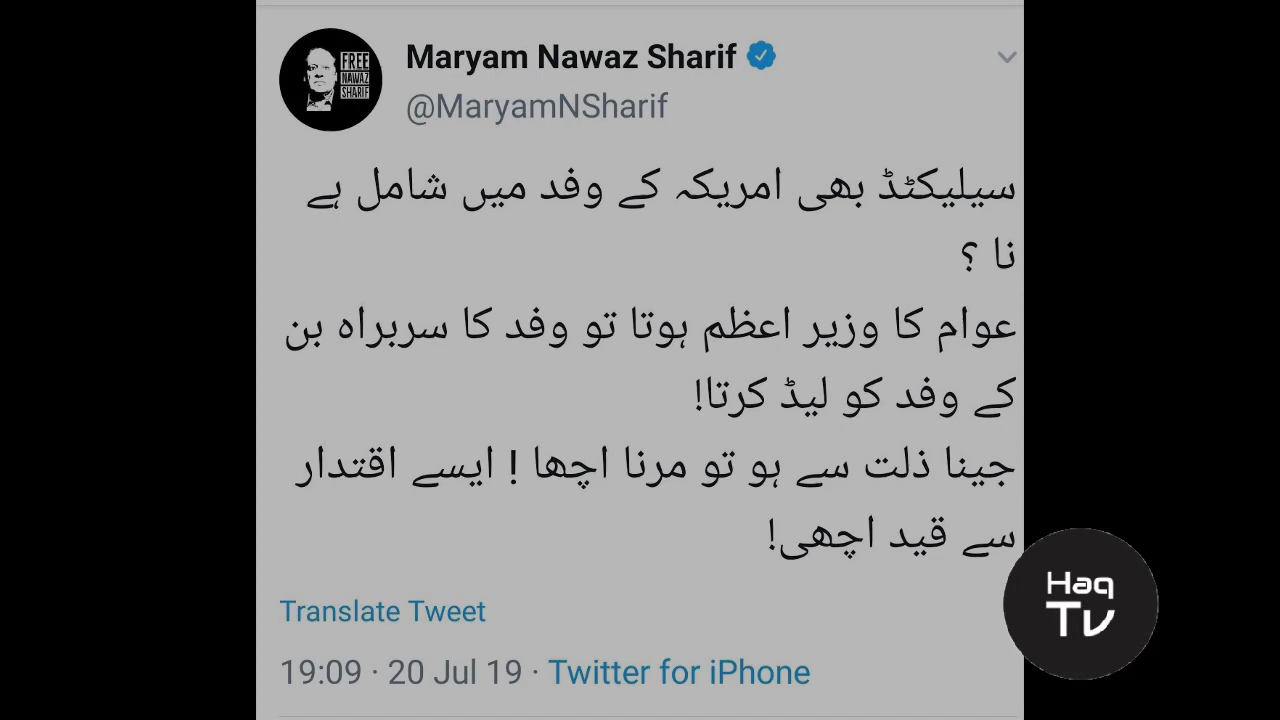 FREE
NAWAZ
SHARIF
Maryam Nawaz Sharif
@MaryamNSharif
سیلیکٹڈ بھی امریکہ کے وفد میں شامل ہے
نا ؟
عوام کا وزیر اعظم ہوتا تو وفد کا سربراہ بن
کے وفد کو لیڈ کرتا!
جینا ذلت سے ہو تو مرنا اچھا ! ایسے اقتدار
سے قید اچھی!
Translate Tweet
19:09 · 20 Jul 19 · Twitter for iPhone
Haq
Tv